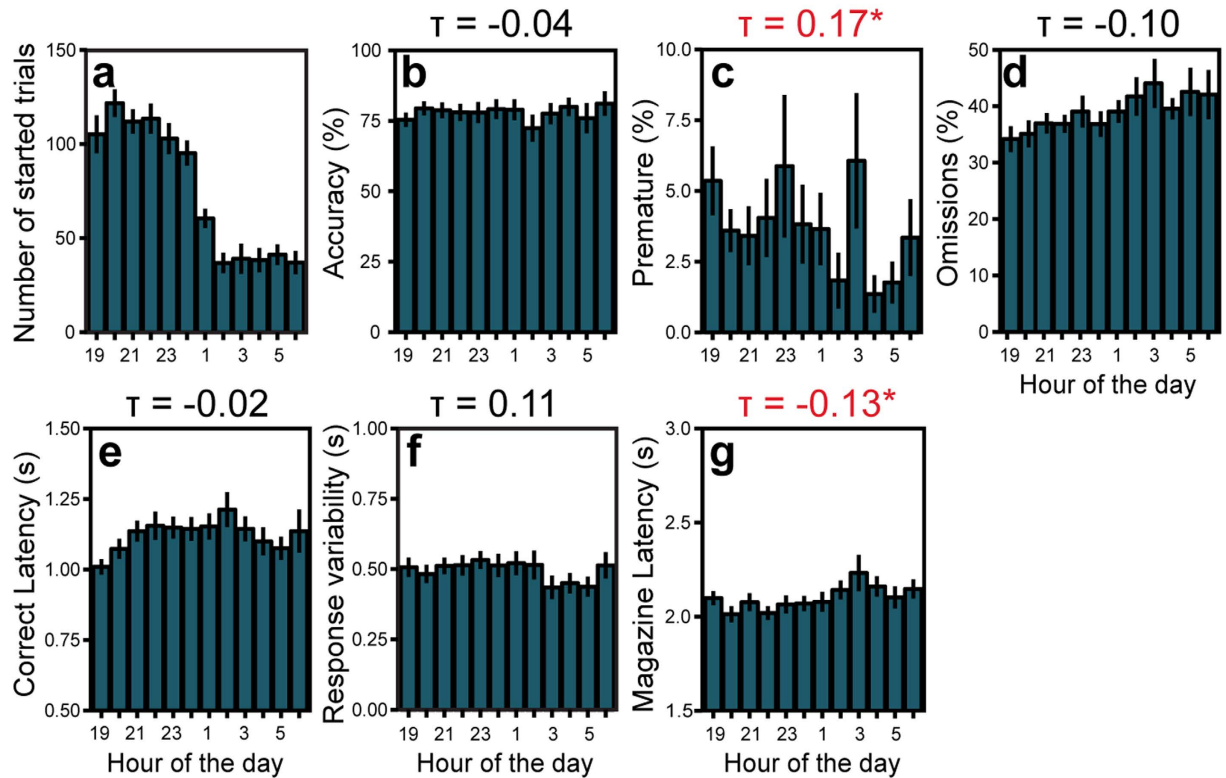 τ = -0.04
τ = 0.17*
τ = -0.10
a
b
c
d
Number of started trials
150
100
50
0
19 21 23 1 3 5
Accuracy (%)
100
75
50
25
0
19 21 23 1 3 5
Premature (%)
10.0
7.5
5.0
2.5
0.0
19 21 23 1 3 5
Omissions (%)
50
40
30
20
10
0
19 21 23 1 3 5
Hour of the day
τ = -0.02
τ = 0.11
τ = -0.13*
e
f
g
Correct Latency (s)
1.50
1.25
1.00
0.75
0.50
19 21 23 1 3 5
Hour of the day
Response variability (s)
1.00
0.75
0.50
0.25
0.00
19 21 23 1 3 5
Hour of the day
Magazine Latency (s)
3.0
2.5
2.0
1.5
19 21 23 1 3 5
Hour of the day